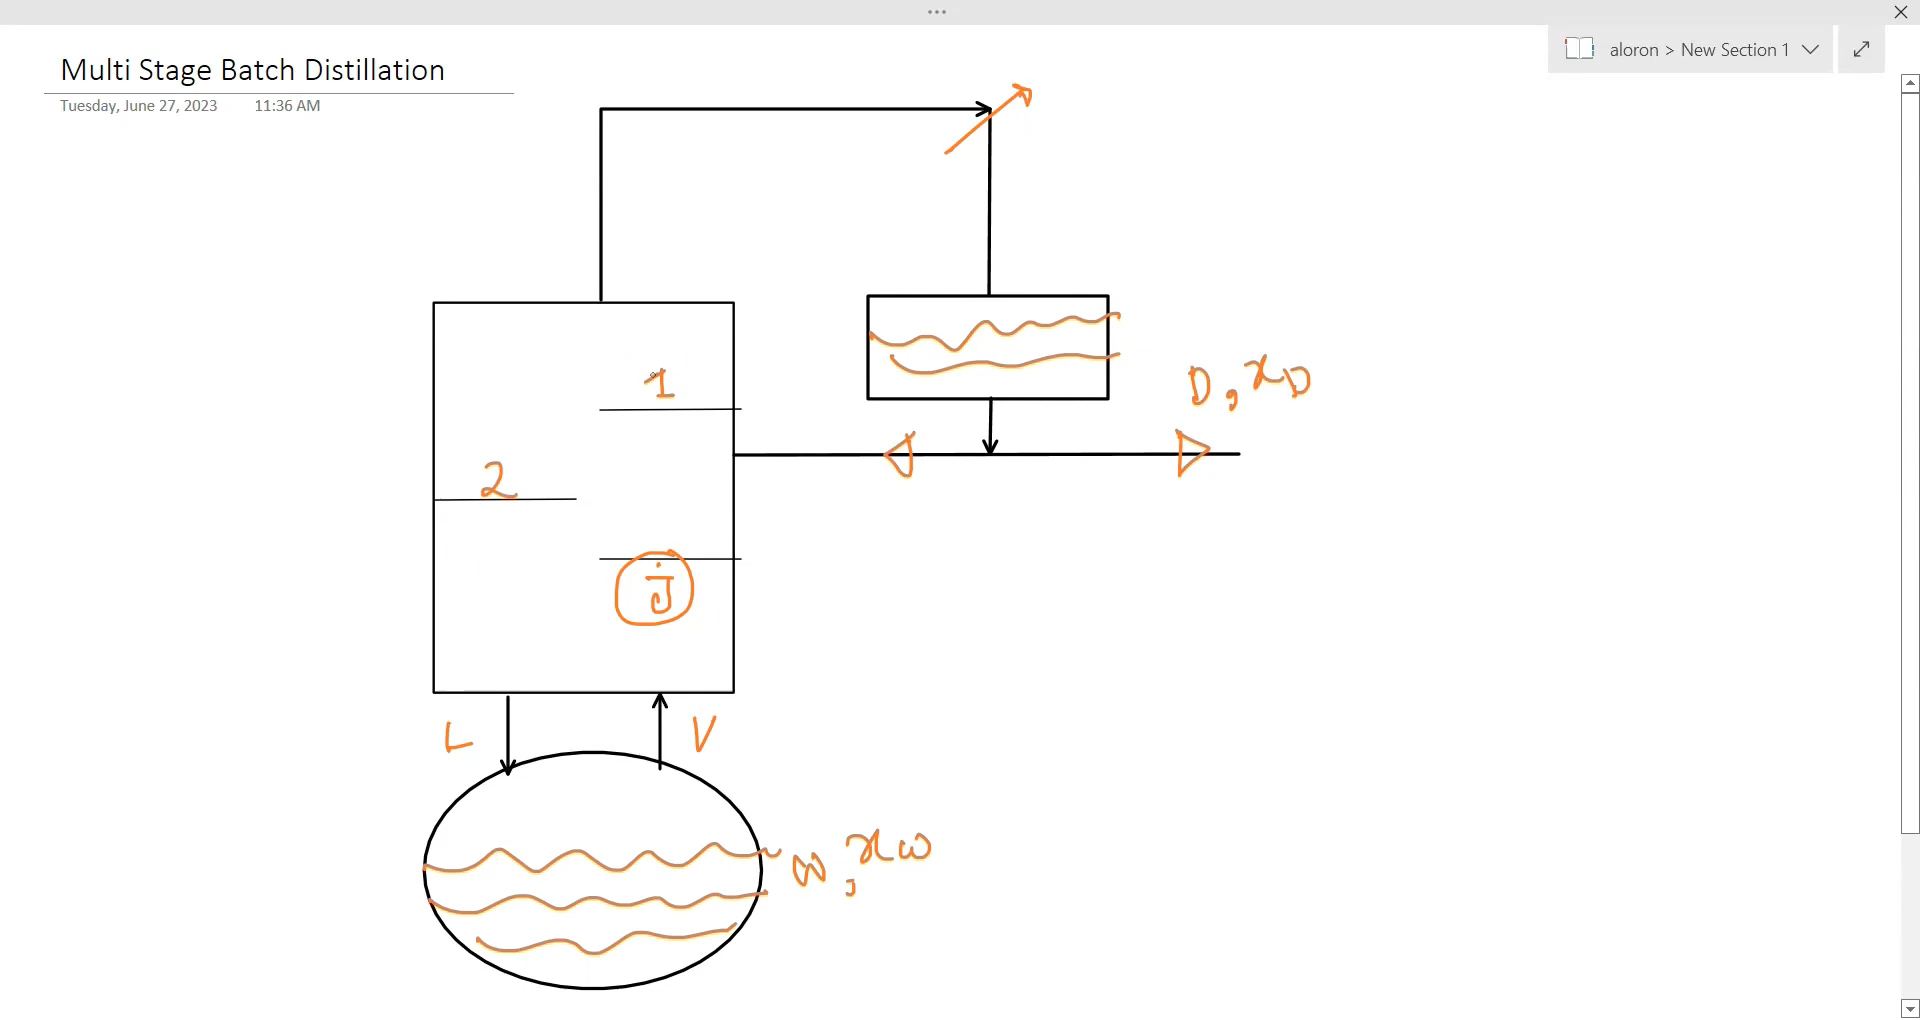 aloron > New Section 1
Multi Stage Batch Distillation
Tuesday, June 27, 2023 11:36 AM
1
D, xD
2
j
L
V
W, xw